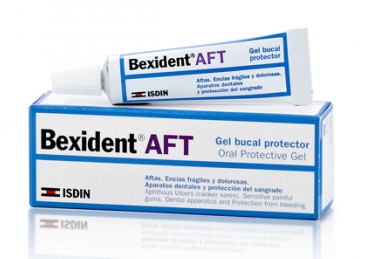 Bexident® AFT
Gel bucal
protector
Aftas. Encías frágiles y dolorosas.
Aparatos dentales
y protección del sangrado
ISDIN
Bexident® AFT
Gel bucal protector
Oral Protective Gel
Aftas. Encías frágiles y dolorosas.
Aparatos dentales y protección del sangrado
Aphthous Ulcers (canker sores). Sensitive painful
gums. Dental apparatus and Protection from bleeding
ISDIN